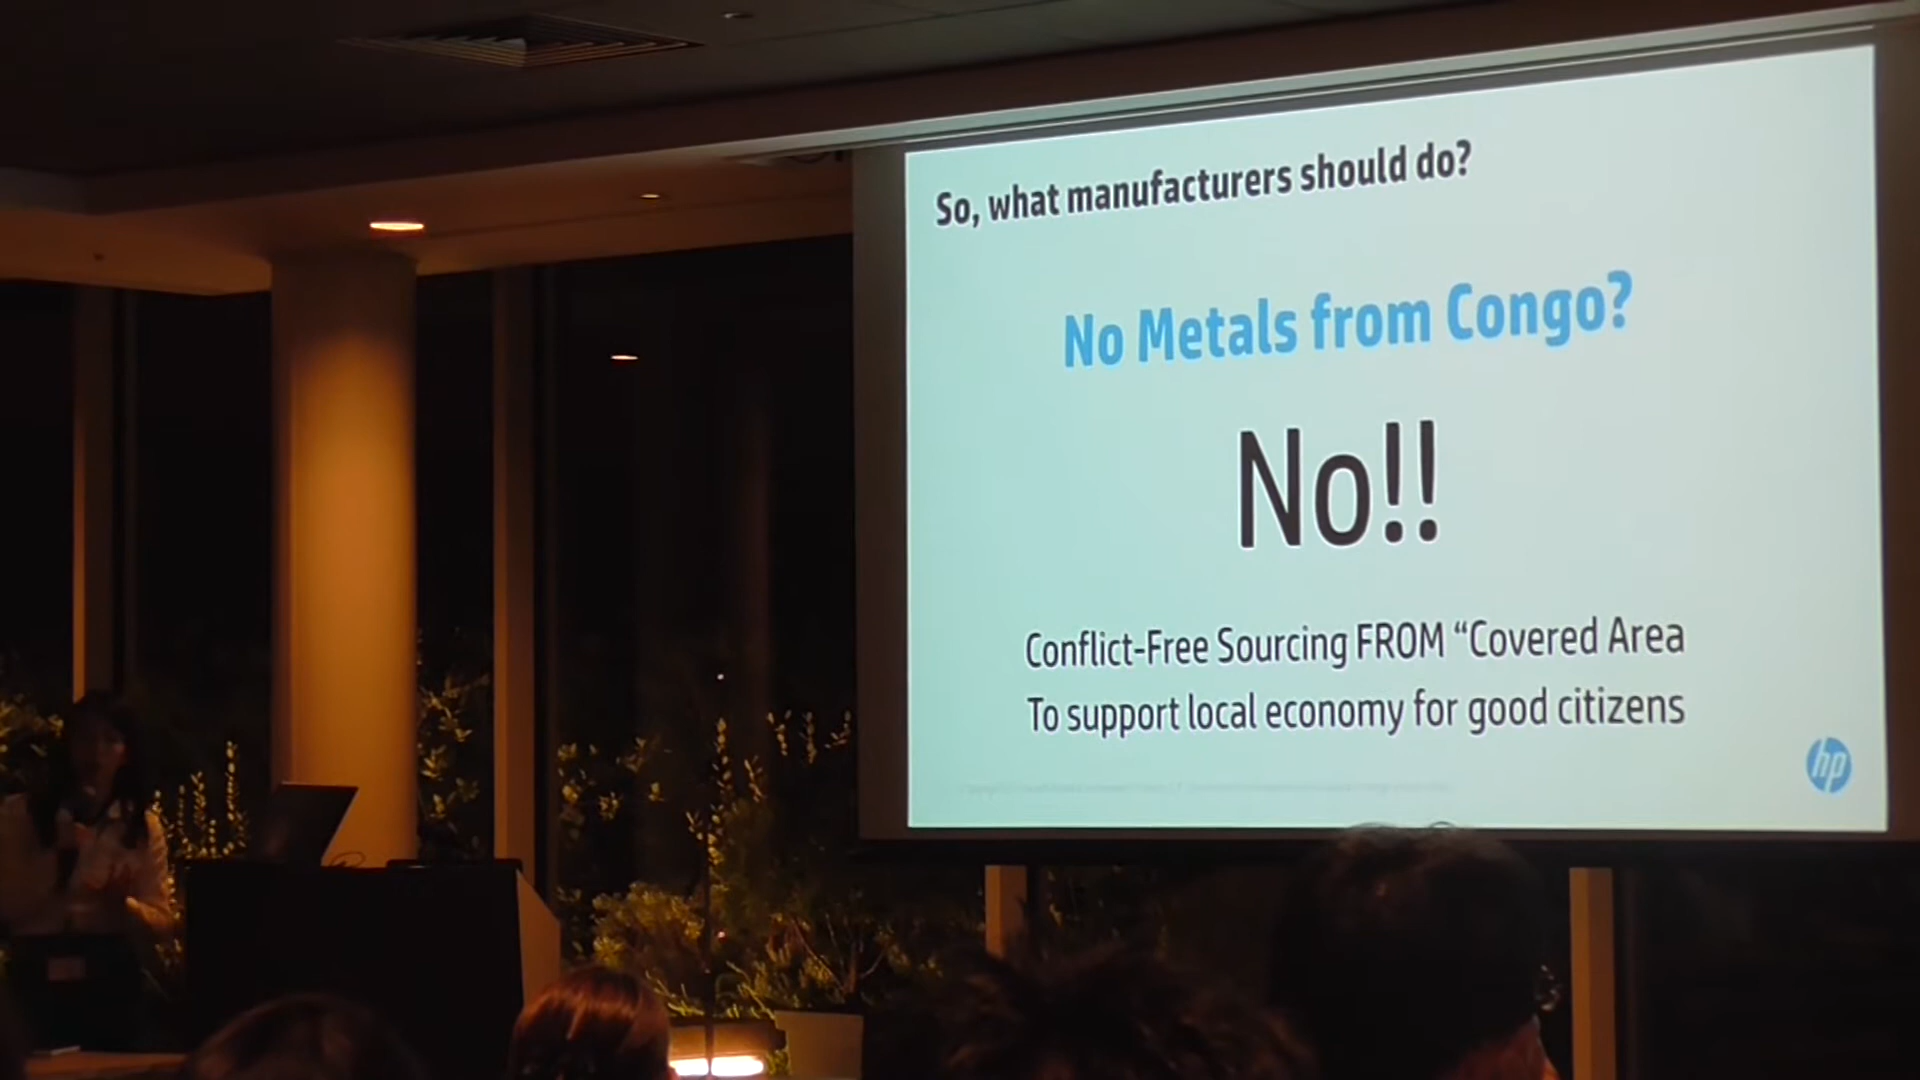 So, what manufacturers should do?
No Metals from Congo?
No!!
Conflict-Free Sourcing FROM “Covered Area
To support local economy for good citizens
hp